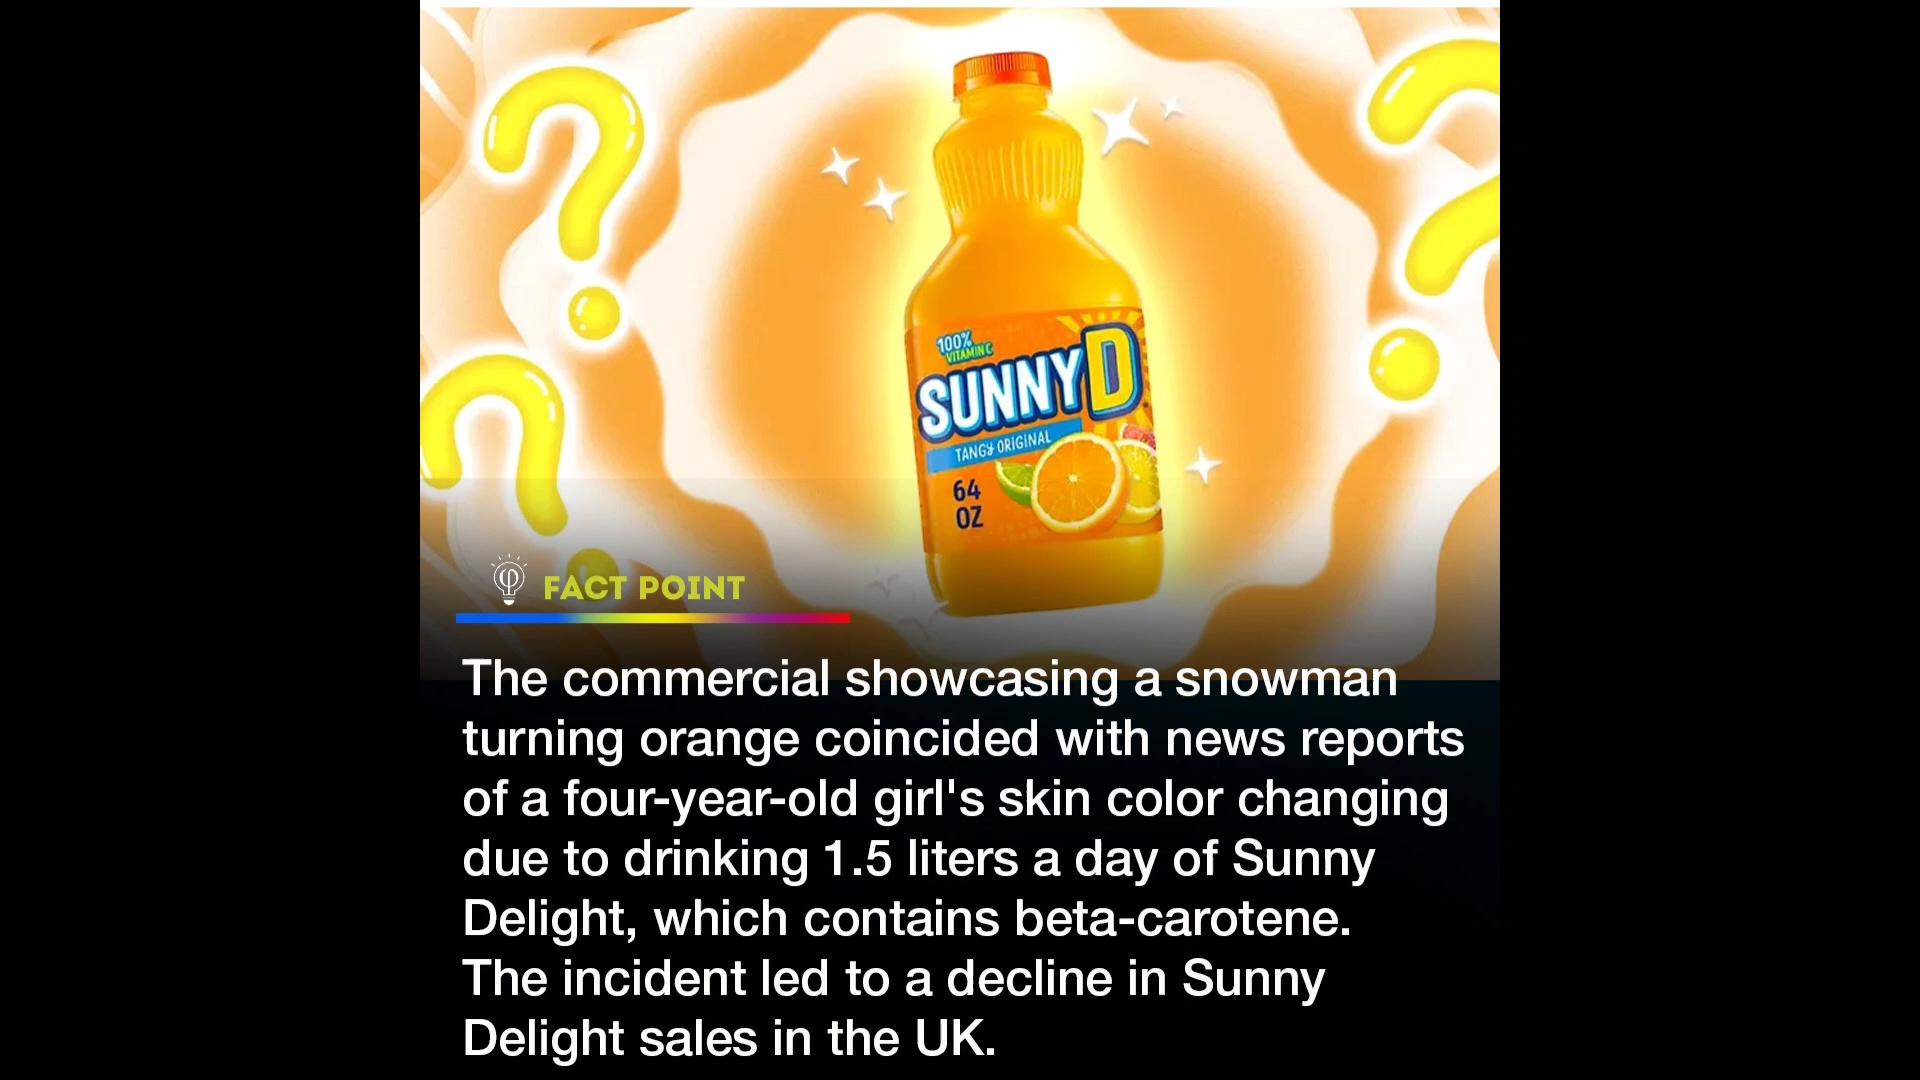 100%
VITAMIN C
SUNNYD
TANGY ORIGINAL
64
OZ
FACT POINT
The commercial showcasing a snowman
turning orange coincided with news reports
of a four-year-old girl's skin color changing
due to drinking 1.5 liters a day of Sunny
Delight, which contains beta-carotene.
The incident led to a decline in Sunny
Delight sales in the UK.